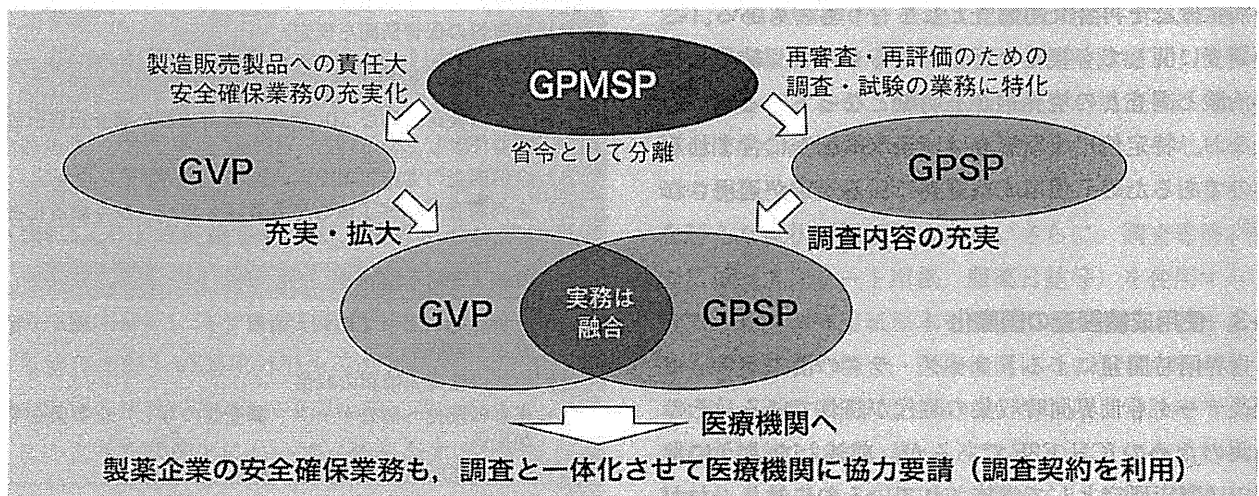 製造販売製品への責任大
安全確保業務の充実化
GPMSP
再審査・再評価のための
調査・試験の業務に特化
省令として分離
GVP
GPSP
充実・拡大
調査内容の充実
GVP
実務は
融合
GPSP
医療機関へ
製薬企業の安全確保業務も，調査と一体化させて医療機関に協力要請（調査契約を利用）